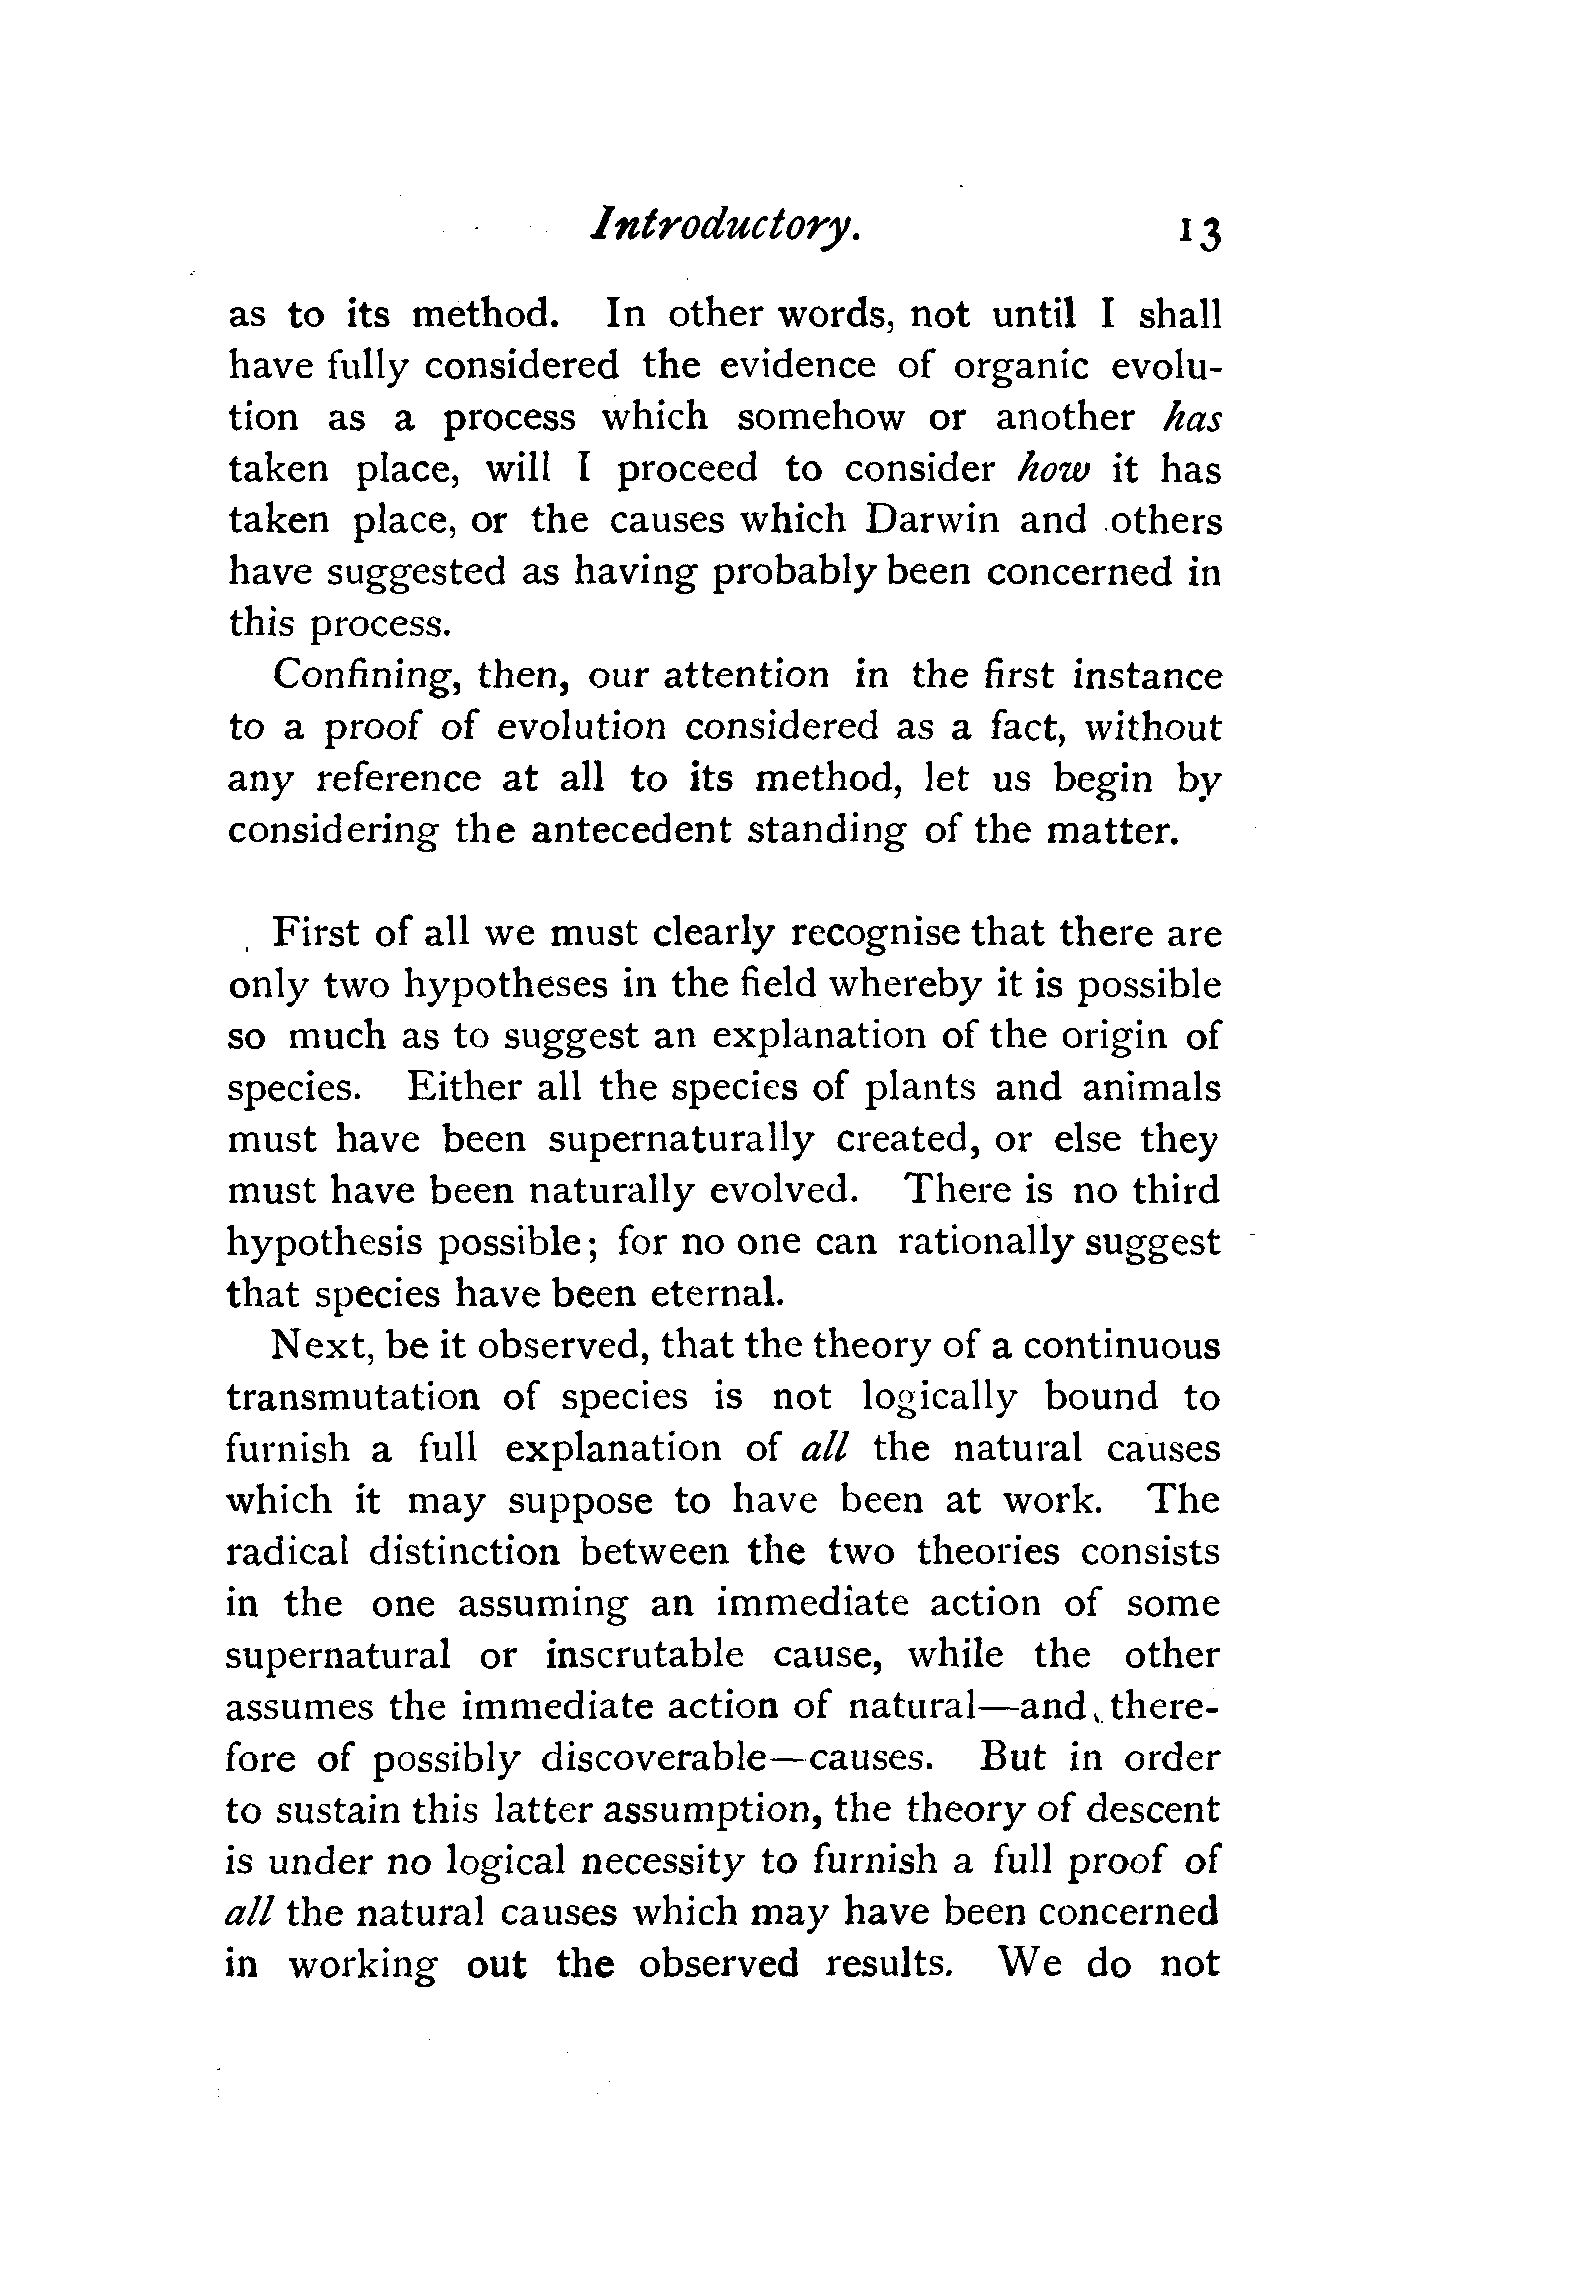 Introductory. 13
as to its method. In other words, not until I shall
have fully considered the evidence of organic evolu-
tion as a process which somehow or another has
taken place, will I proceed to consider how it has
taken place, or the causes which Darwin and others
have suggested as having probably been concerned in
this process.
Confining, then, our attention in the first instance
to a proof of evolution considered as a fact, without
any reference at all to its method, let us begin by
considering the antecedent standing of the matter.
First of all we must clearly recognise that there are
only two hypotheses in the field whereby it is possible
so much as to suggest an explanation of the origin of
species. Either all the species of plants and animals
must have been supernaturally created, or else they
must have been naturally evolved. There is no third
hypothesis possible; for no one can rationally suggest
that species have been eternal.
Next, be it observed, that the theory of a continuous
transmutation of species is not logically bound to
furnish a full explanation of all the natural causes
which it may suppose to have been at work. The
radical distinction between the two theories consists
in the one assuming an immediate action of some
supernatural or inscrutable cause, while the other
assumes the immediate action of natural—and there-
fore of possibly discoverable—causes. But in order
to sustain this latter assumption, the theory of descent
is under no logical necessity to furnish a full proof of
all the natural causes which may have been concerned
in working out the observed results. We do not